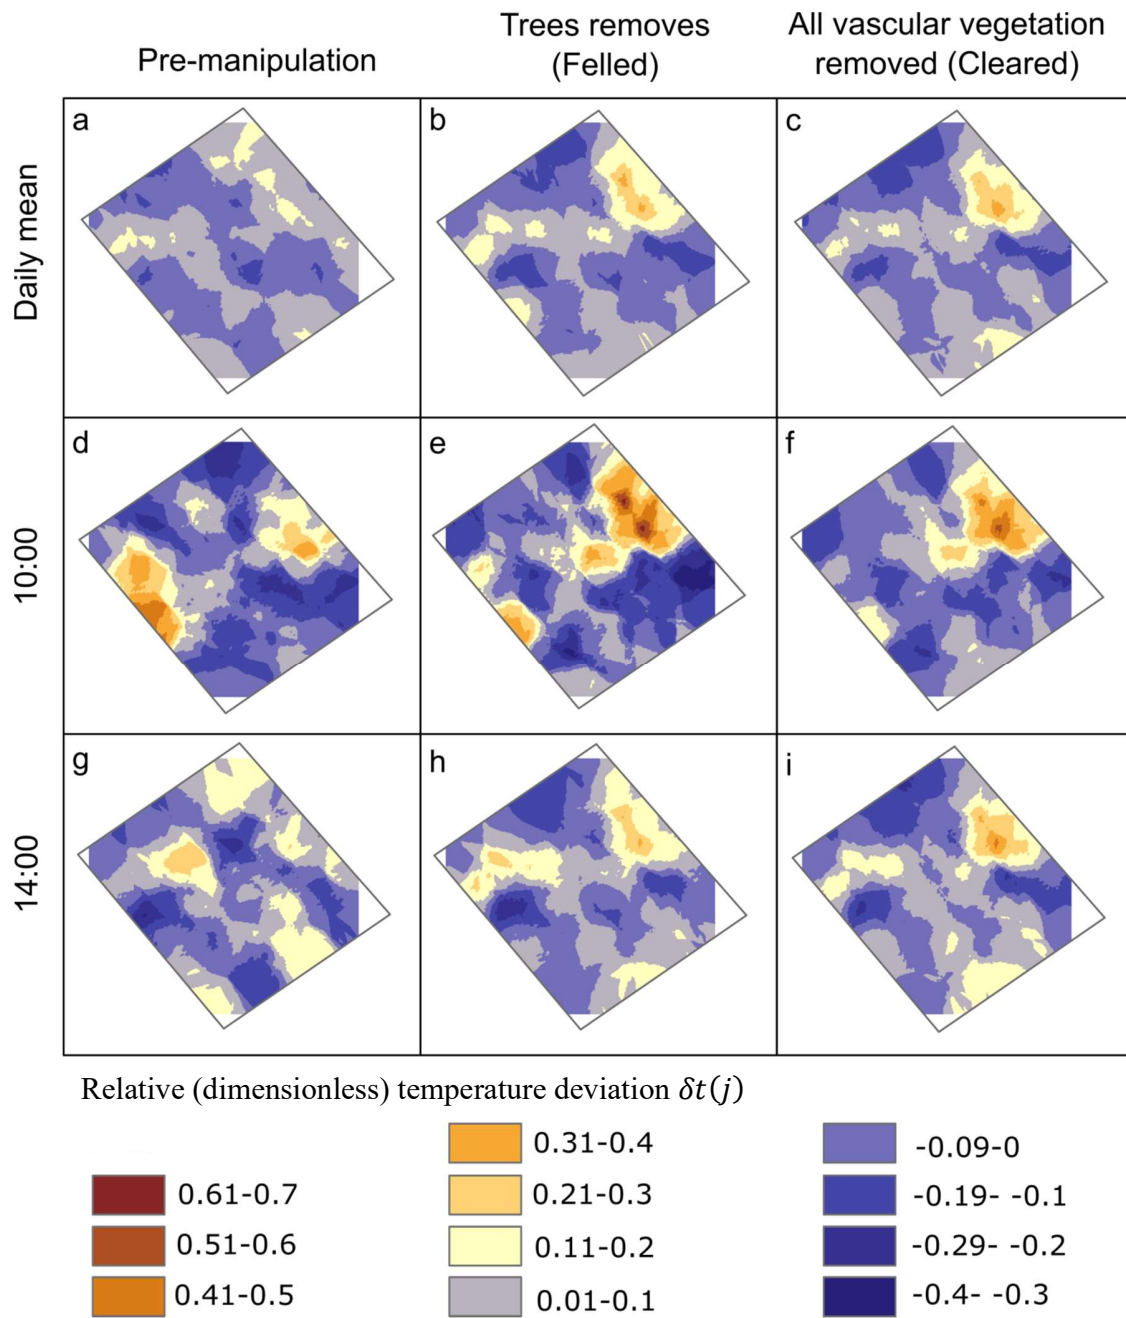 Pre-manipulation
Trees removes
(Felled)
All vascular vegetation
removed (Cleared)
Daily mean
a
b
c
10:00
d
e
f
14:00
g
h
i
Relative (dimensionless) temperature deviation δt(j)
0.61-0.7
0.51-0.6
0.41-0.5
0.31-0.4
0.21-0.3
0.11-0.2
0.01-0.1
-0.09-0
-0.19- -0.1
-0.29- -0.2
-0.4- -0.3